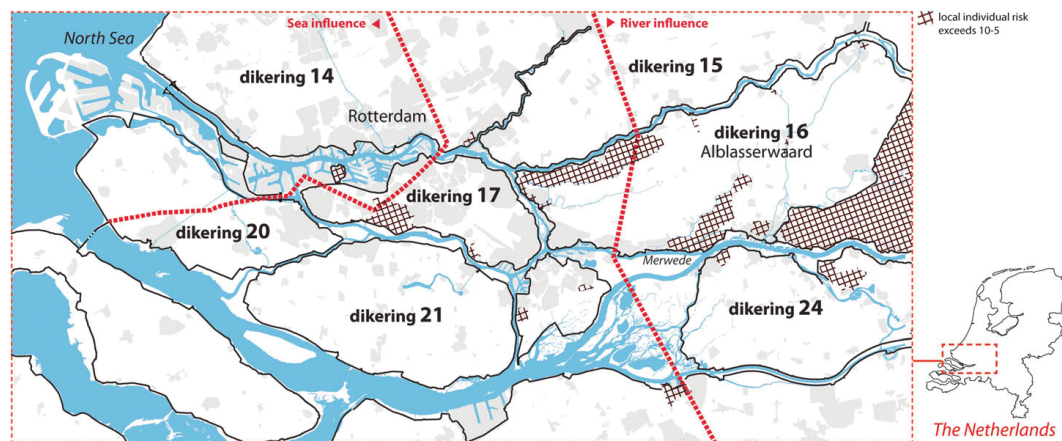 Sea influence
River influence
local individual risk
exceeds 10-5
North Sea
dikering 14
dikering 15
Rotterdam
dikering 16
Alblasserwaard
dikering 17
dikering 20
Merwede
dikering 21
dikering 24
The Netherlands